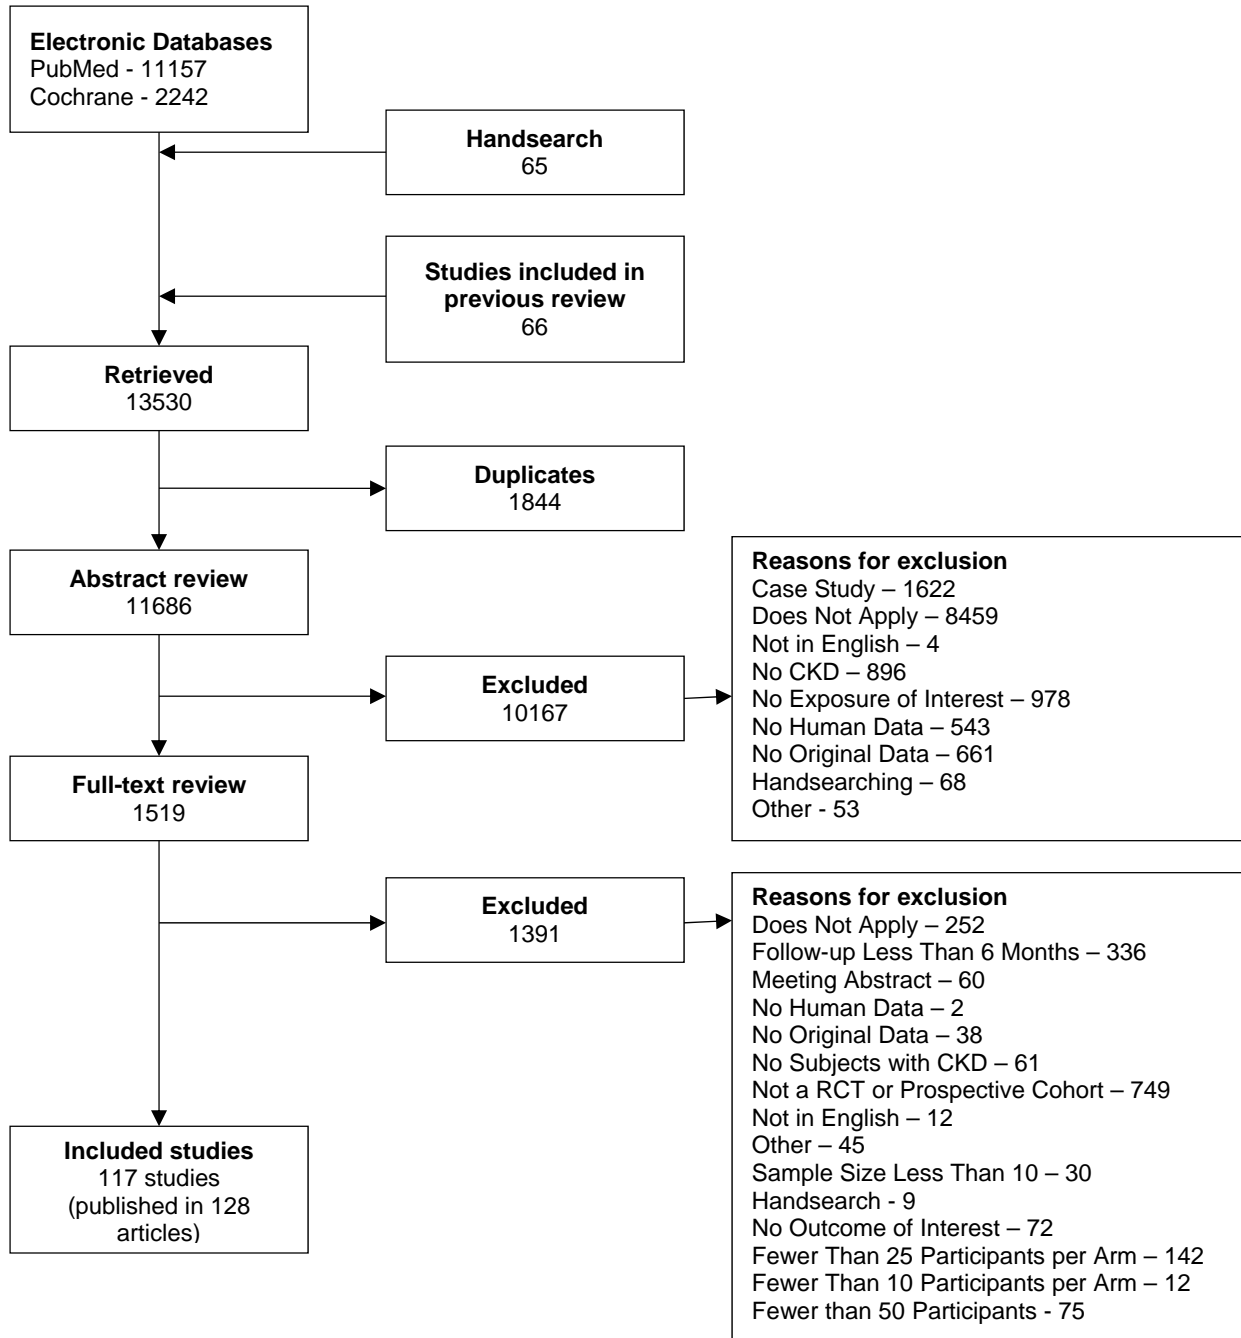 Electronic Databases
PubMed - 11157
Cochrane - 2242
Handsearch
65
Studies included in
previous review
66
Retrieved
13530
Duplicates
1844
Abstract review
11686
Excluded
10167
Reasons for exclusion
Case Study – 1622
Does Not Apply – 8459
Not in English – 4
No CKD – 896
No Exposure of Interest – 978
No Human Data – 543
No Original Data – 661
Handsearching – 68
Other - 53
Full-text review
1519
Excluded
1391
Reasons for exclusion
Does Not Apply – 252
Follow-up Less Than 6 Months – 336
Meeting Abstract – 60
No Human Data – 2
No Original Data – 38
No Subjects with CKD – 61
Not a RCT or Prospective Cohort – 749
Not in English – 12
Other – 45
Sample Size Less Than 10 – 30
Handsearch - 9
No Outcome of Interest – 72
Fewer Than 25 Participants per Arm – 142
Fewer Than 10 Participants per Arm – 12
Fewer than 50 Participants - 75
Included studies
117 studies
(published in 128
articles)